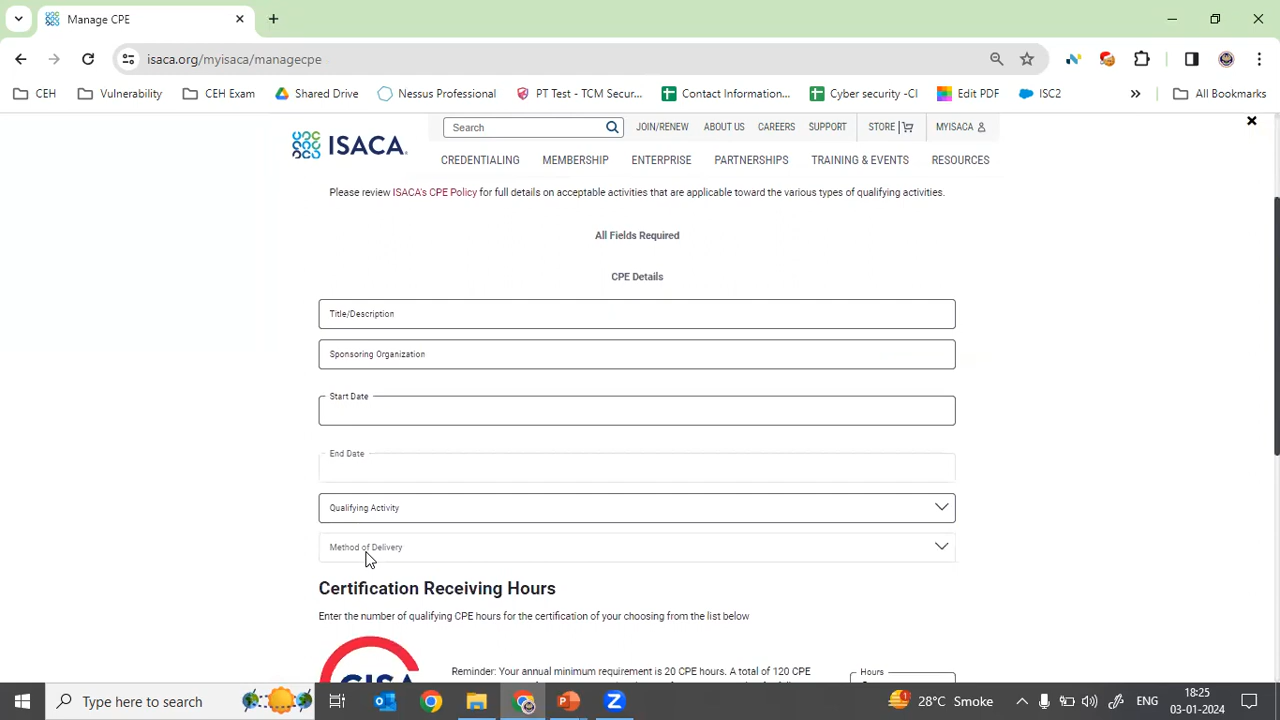 Manage CPE
isaca.org/myisaca/managecpe
CEH
Vulnerability
CEH Exam
Shared Drive
Nessus Professional
PT Test - TCM Secur...
Contact Information...
Cyber security -CI
Edit PDF
ISC2
All Bookmarks
ISACA.
Search
JOIN/RENEW
ABOUT US
CAREERS
SUPPORT
STORE
MYISACA
CREDENTIALING
MEMBERSHIP
ENTERPRISE
PARTNERSHIPS
TRAINING & EVENTS
RESOURCES
Please review ISACA's CPE Policy for full details on acceptable activities that are applicable toward the various types of qualifying activities.
All Fields Required
CPE Details
Title/Description
Sponsoring Organization
Start Date
End Date
Qualifying Activity
Method of Delivery
Certification Receiving Hours
Enter the number of qualifying CPE hours for the certification of your choosing from the list below
Reminder: Your annual minimum requirement is 20 CPE hours. A total of 120 CPE
Hours
CISA
Type here to search
28°C Smoke
ENG
18:25
03-01-2024